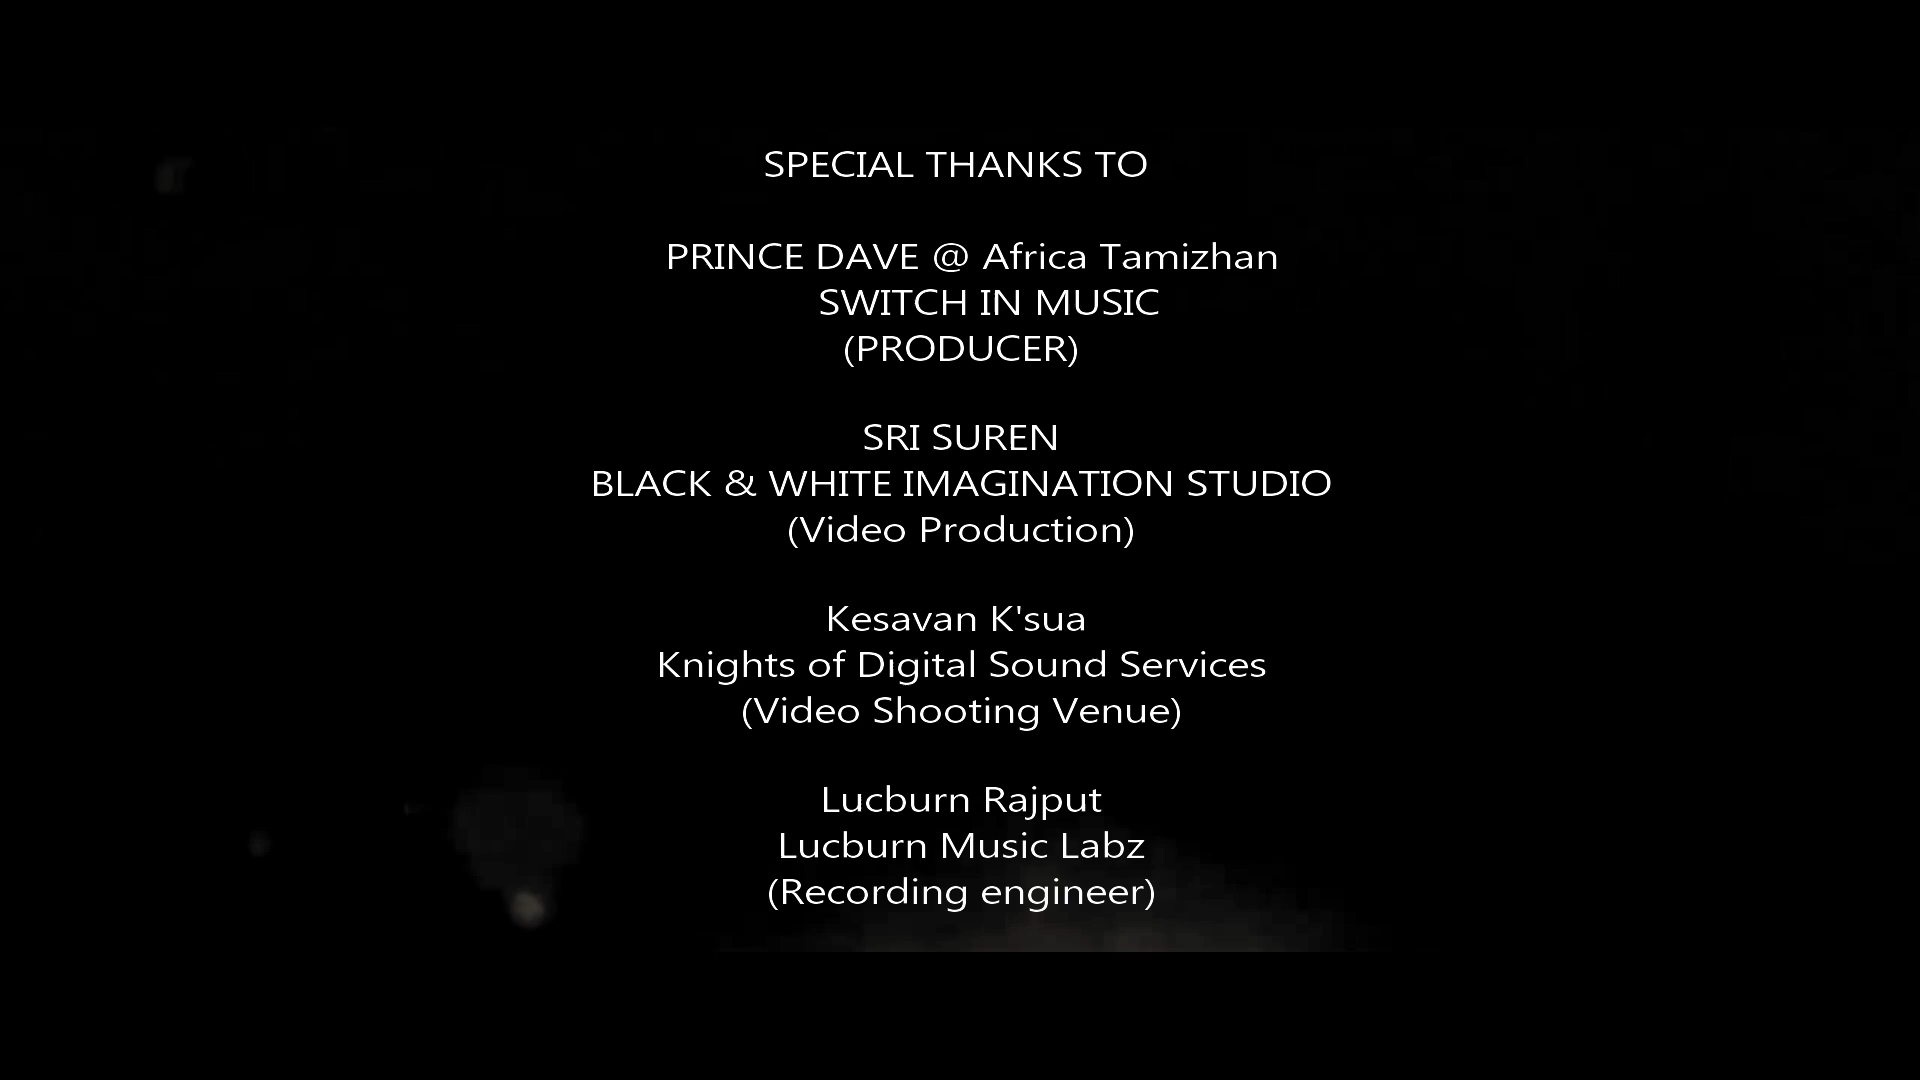 SPECIAL THANKS TO
PRINCE DAVE @ Africa Tamizhan
SWITCH IN MUSIC
(PRODUCER)
SRI SUREN
BLACK & WHITE IMAGINATION STUDIO
(Video Production)
Kesavan K'sua
Knights of Digital Sound Services
(Video Shooting Venue)
Lucburn Rajput
Lucburn Music Labz
(Recording engineer)